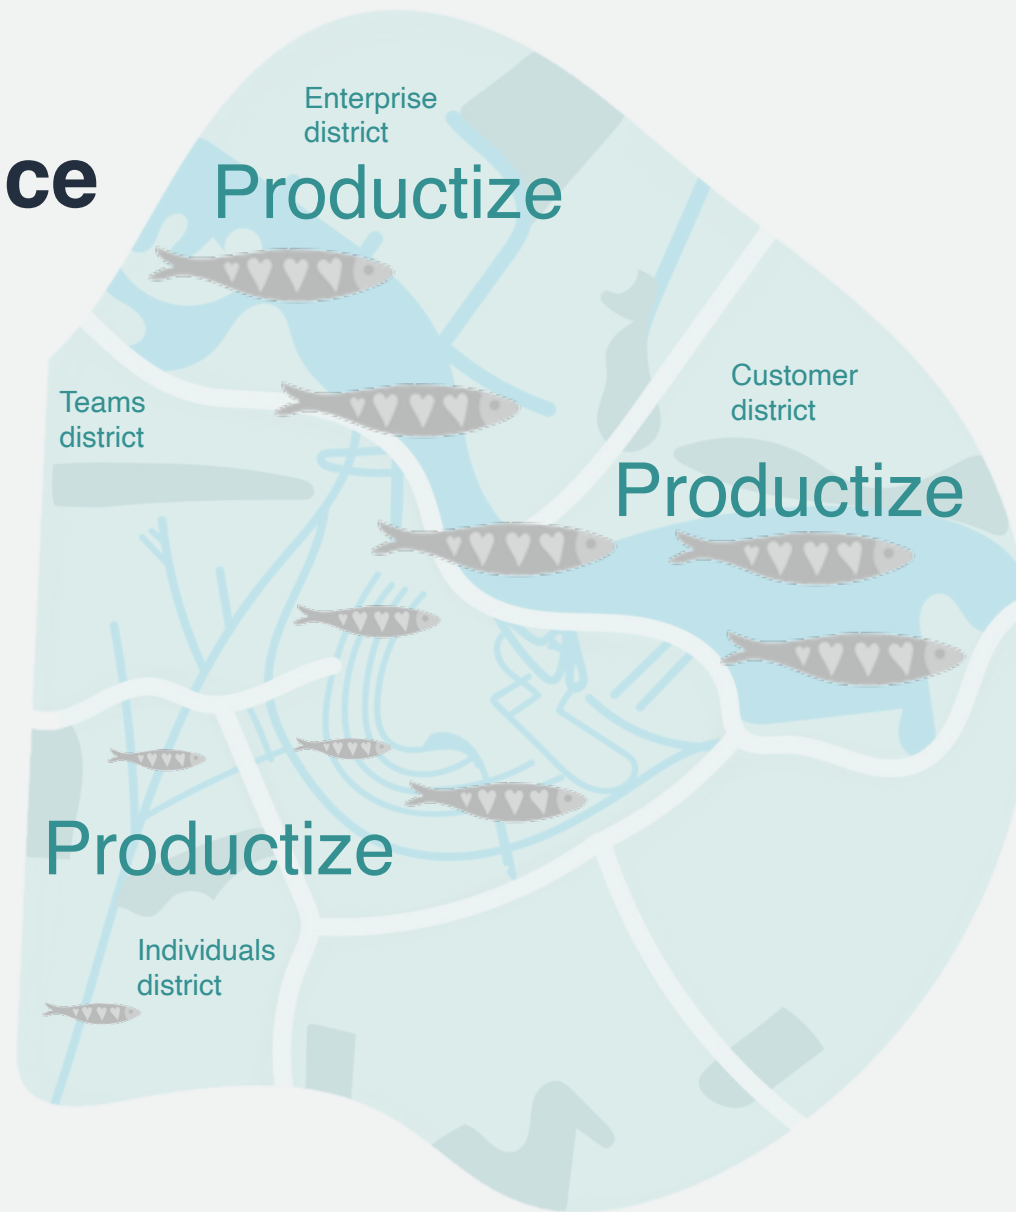 Enterprise
district
ce
Productize
Customer
district
Teams
district
Productize
Productize
Individuals
district